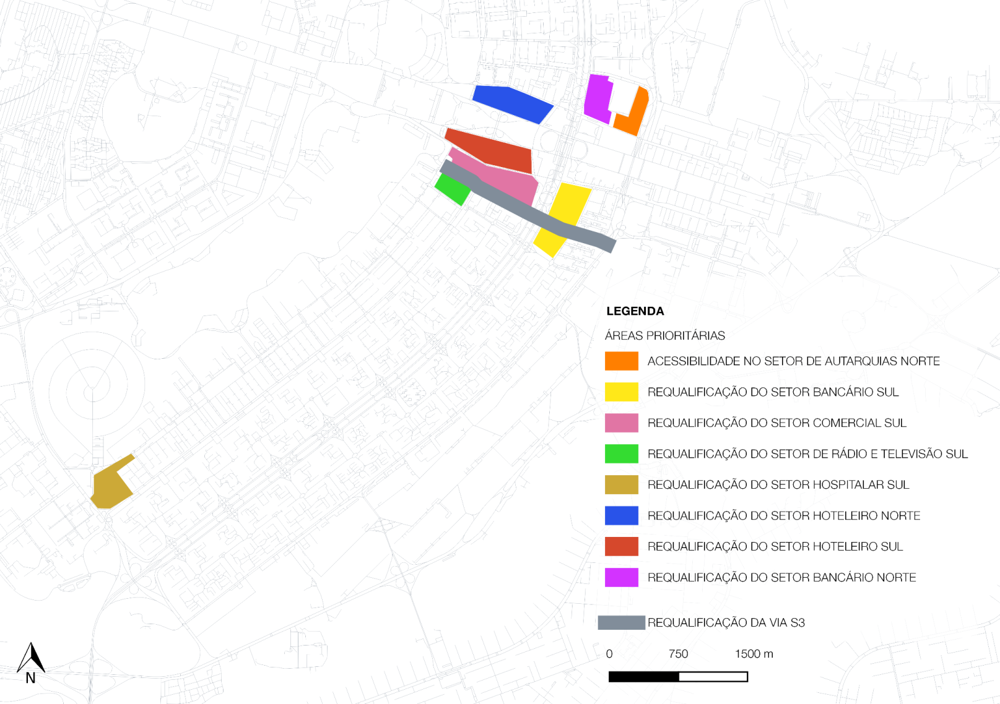 LEGENDA
ÁREAS PRIORITÁRIAS
ACESSIBILIDADE NO SETOR DE AUTARQUIAS NORTE
REQUALIFICAÇÃO DO SETOR BANCÁRIO SUL
REQUALIFICAÇÃO DO SETOR COMERCIAL SUL
REQUALIFICAÇÃO DO SETOR DE RÁDIO E TELEVISÃO SUL
REQUALIFICAÇÃO DO SETOR HOSPITALAR SUL
REQUALIFICAÇÃO DO SETOR HOTELEIRO NORTE
REQUALIFICAÇÃO DO SETOR HOTELEIRO SUL
REQUALIFICAÇÃO DO SETOR BANCÁRIO NORTE
REQUALIFICAÇÃO DA VIA S3
0 750 1500 m
N